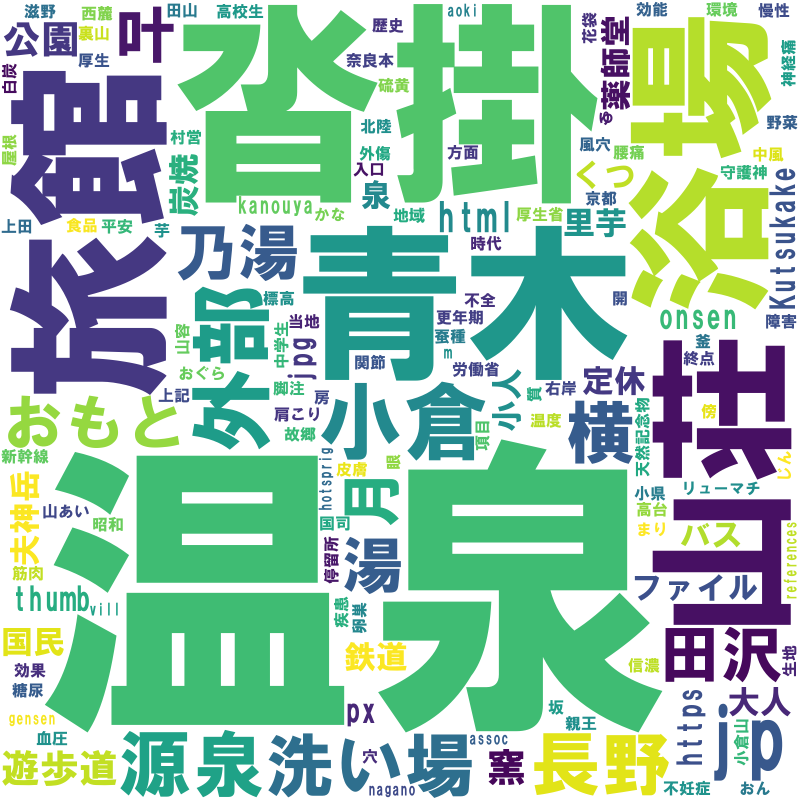 滋野 西麓 田山 高校生 歴史 aoki 花袋 効能 環境 慢性
公園 裏山 叶 沓掛 奈良本 薬師堂 浴場 神経痛
白炭 厚生 硫黄 る 野菜
旅館 村営 北陸 外傷 方面 風穴 腰痛 中風
屋根 炭焼 入口 くつ 守護神
kanouya かな 泉 地域 html 厚生省 京都 里芋 Kutsukake
上田 食品 平安 芋 乃湯 青木 時代 開
外部 標高 当地 不全 onsen
山容 中学生 jpg 更年期 蚕種 m 釜 障害
おぐら 関節 労働省 終点
上記 脚注 房 小人 質 右岸 定休 山荘
おもと 肩こり 小倉 項目 温度 横 傍
故郷 天然記念物
新幹線 hotsprig 皮膚 眼 じん
夫神岳 山あい 月 小県 リューマチ
昭和 国司 高台 まり バス references
筋肉 温泉 停留所 湯 ファイル
thumb vill 疾患 卵巣
国民 鉄道 信濃 田沢 生地
効果
糖尿 https 大人
gensen px 坂 親王 jp 小倉山
血圧 assoc
遊歩道 源泉 洗い場 穴 窯 長野
nagano 不妊症 おん